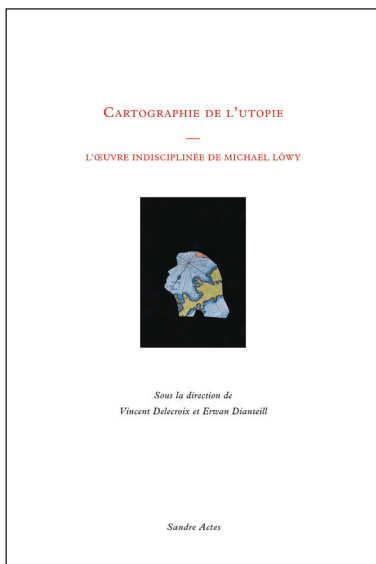 CARTOGRAPHIE DE L'UTOPIE
L'ŒUVRE INDISCIPLINÉE DE MICHAEL LÖWY
Sous la direction de
Vincent Delecroix et Erwan Dianteill
Sandre Actes